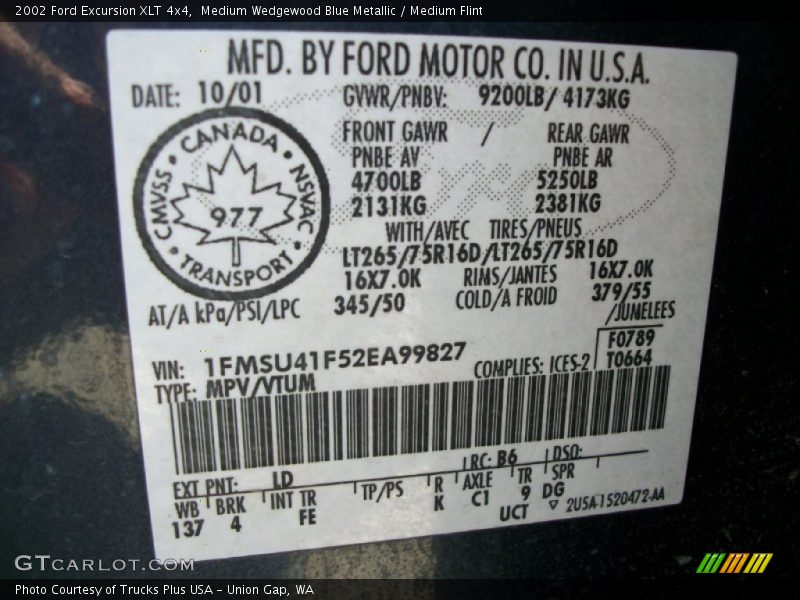 2002 Ford Excursion XLT 4x4,  Medium Wedgewood Blue Metallic / Medium Flint
MFD. BY FORD MOTOR CO. IN U.S.A.
DATE: 10/01
GVWR/PNBV: 9200LB/ 4173KG
CANADA
CMVSS
NSVAC
977
TRANSPORT
FRONT GAWR / REAR GAWR
PNBE AV PNBE AR
4700LB 5250LB
2131KG 2381KG
WITH/AVEC TIRES/PNEUS
LT265/75R16D/LT265/75R16D
16X7.0K RIMS/JANTES 16X7.0K
AT/A kPa/PSI/LPC 345/50 COLD/A FROID 379/55
/JUMELEES
VIN: 1FMSU41F52EA99827
COMPLIES: ICES-2
F0789
T0664
TYPE: MPV/VTUM
EXT PNT: LD RC: B6 DSO:
WB BRK INT TR TP/PS R AXLE TR SPR
137 4 FE K C1 9 DG
UCT ▽ 2U5A-1520472-AA
GTCARLOT.COM
Photo Courtesy of Trucks Plus USA - Union Gap, WA